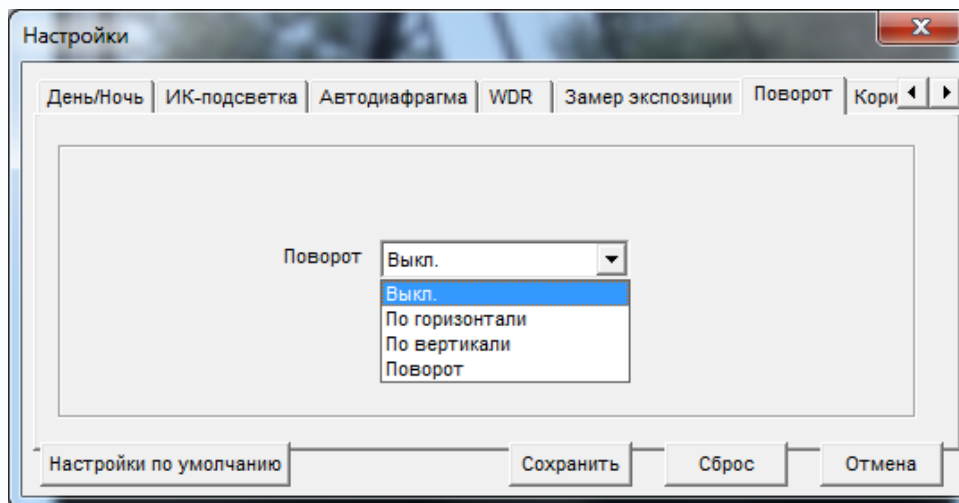 Настройки
День/Ночь ИК-подсветка Автодиафрагма WDR Замер экспозиции Поворот Кори
Поворот Выкл.
Выкл.
По горизонтали
По вертикали
Поворот
Настройки по умолчанию Сохранить Сброс Отмена